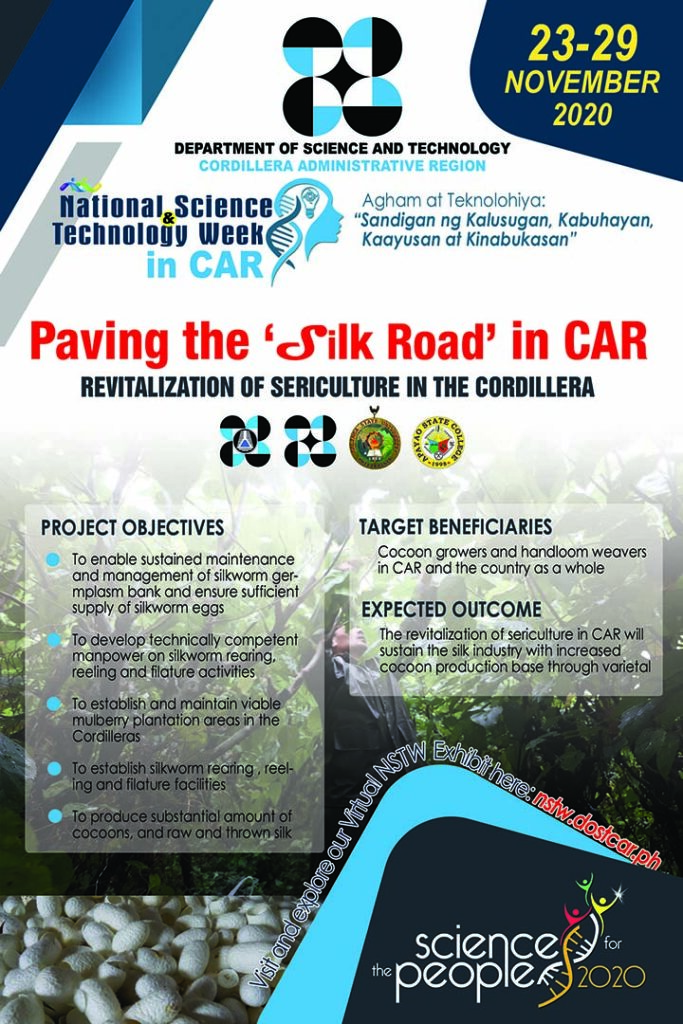 23-29
NOVEMBER
2020
DEPARTMENT OF SCIENCE AND TECHNOLOGY
CORDILLERA ADMINISTRATIVE REGION
National Science
& Technology Week
in CAR
Agham at Teknolohiya:
“Sandigan ng Kalusugan, Kabuhayan,
Kaayusan at Kinabukasan”
Paving the ‘Silk Road’ in CAR
REVITALIZATION OF SERICULTURE IN THE CORDILLERA
APAYAO STATE COLLEGE
1998
PROJECT OBJECTIVES
To enable sustained maintenance
and management of silkworm ger-
mplasm bank and ensure sufficient
supply of silkworm eggs
To develop technically competent
manpower on silkworm rearing,
reeling and filature activities
To establish and maintain viable
mulberry plantation areas in the
Cordilleras
To establish silkworm rearing , reel-
ing and filature facilities
To produce substantial amount of
cocoons, and raw and thrown silk
TARGET BENEFICIARIES
Cocoon growers and handloom weavers
in CAR and the country as a whole
EXPECTED OUTCOME
The revitalization of sericulture in CAR will
sustain the silk industry with increased
cocoon production base through varietal
Visit and explore our Virtual NSTW Exhibit here: nstw.dostcar.ph
science for
the people 2020